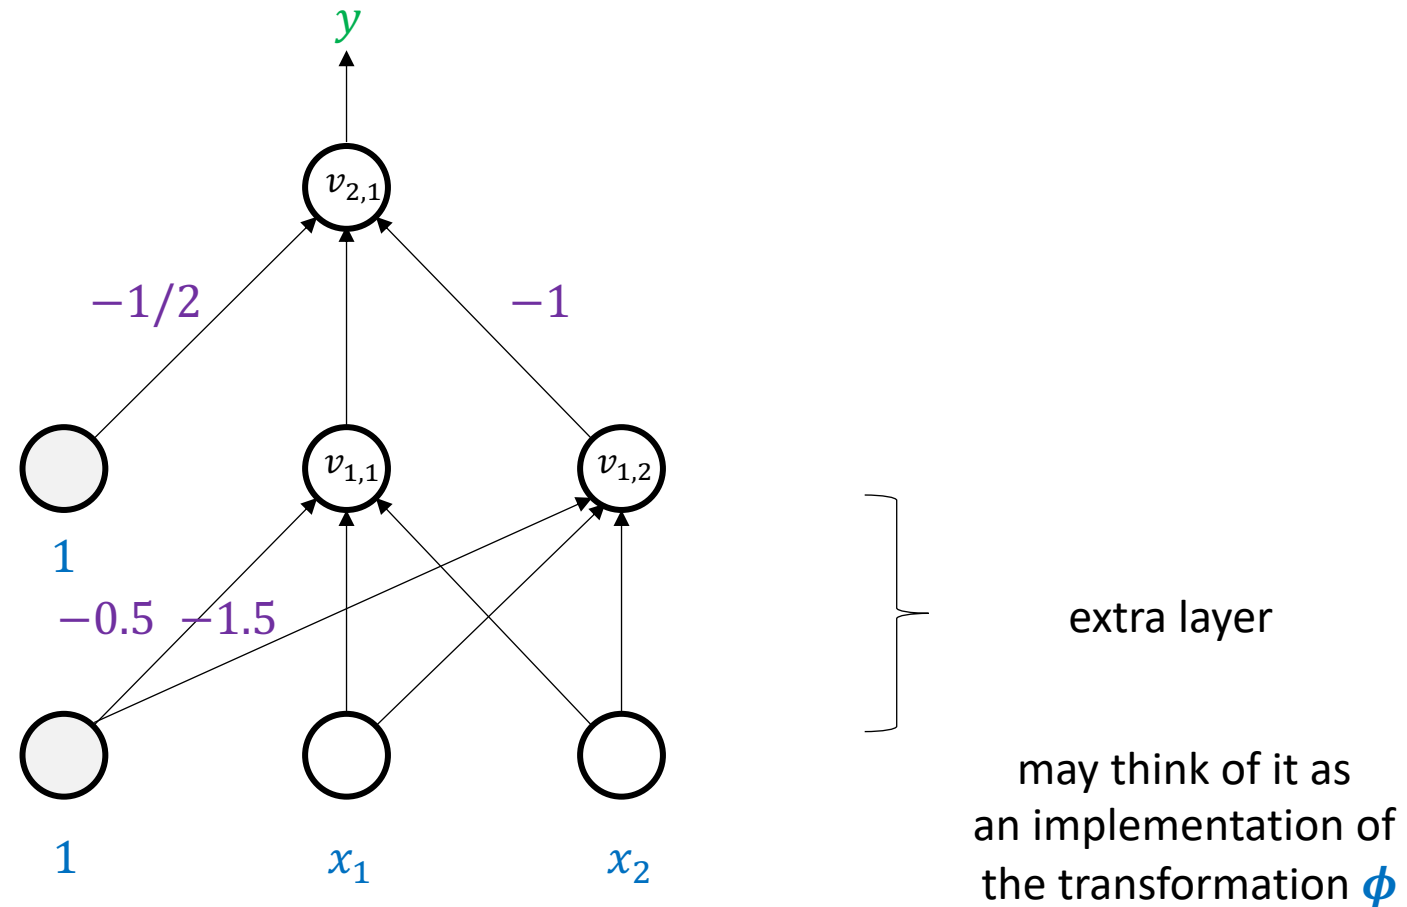 y
v2,1
−1/2
−1
v1,1
v1,2
1
−0.5 −1.5
extra layer
may think of it as
an implementation of
the transformation ϕ
1
x1
x2